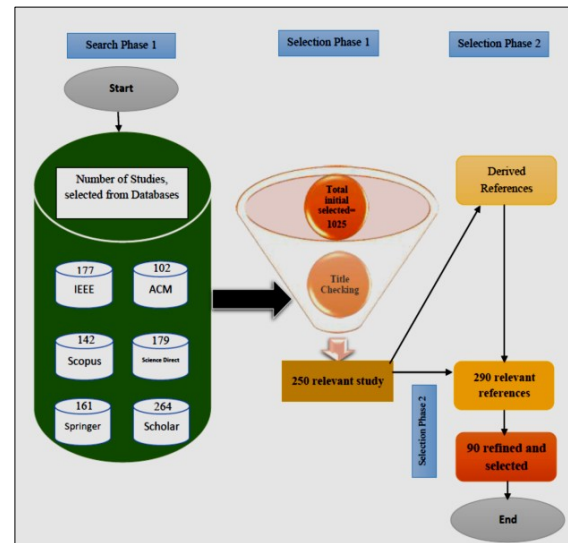 Search Phase 1
Selection Phase 1
Selection Phase 2
Start
Number of Studies,
selected from Databases
177
IEEE
102
ACM
142
Scopus
179
Science Direct
161
Springer
264
Scholar
Total
initial
selected=
1025
Title
Checking
250 relevant study
Selection Phase 2
Derived
References
290 relevant
references
90 refined and
selected
End